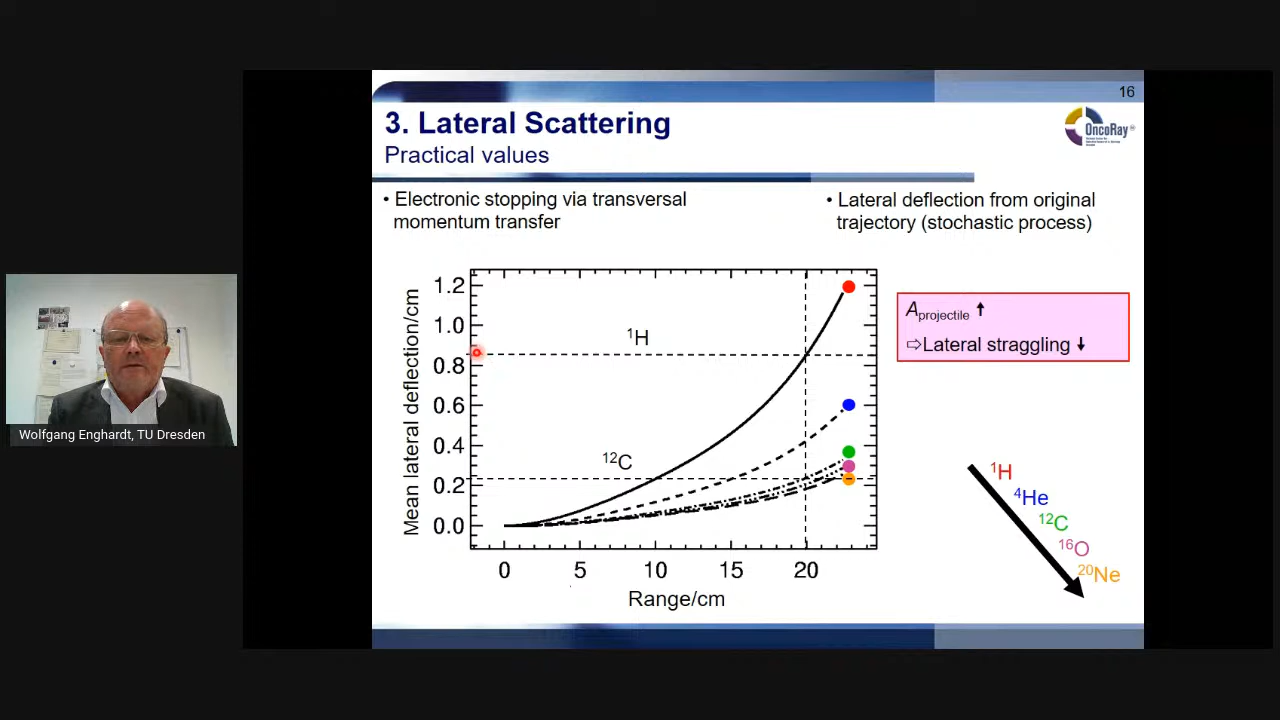 16
3. Lateral Scattering
Practical values
OncoRay
• Electronic stopping via transversal
momentum transfer
• Lateral deflection from original
trajectory (stochastic process)
Mean lateral deflection/cm
1.2
1.0
0.8
0.6
0.4
0.2
0.0
¹H
¹²C
0 5 10 15 20
Range/cm
A projectile ↑
⇨Lateral straggling ↓
¹H
⁴He
¹²C
¹⁶O
²⁰Ne
Wolfgang Enghardt, TU Dresden